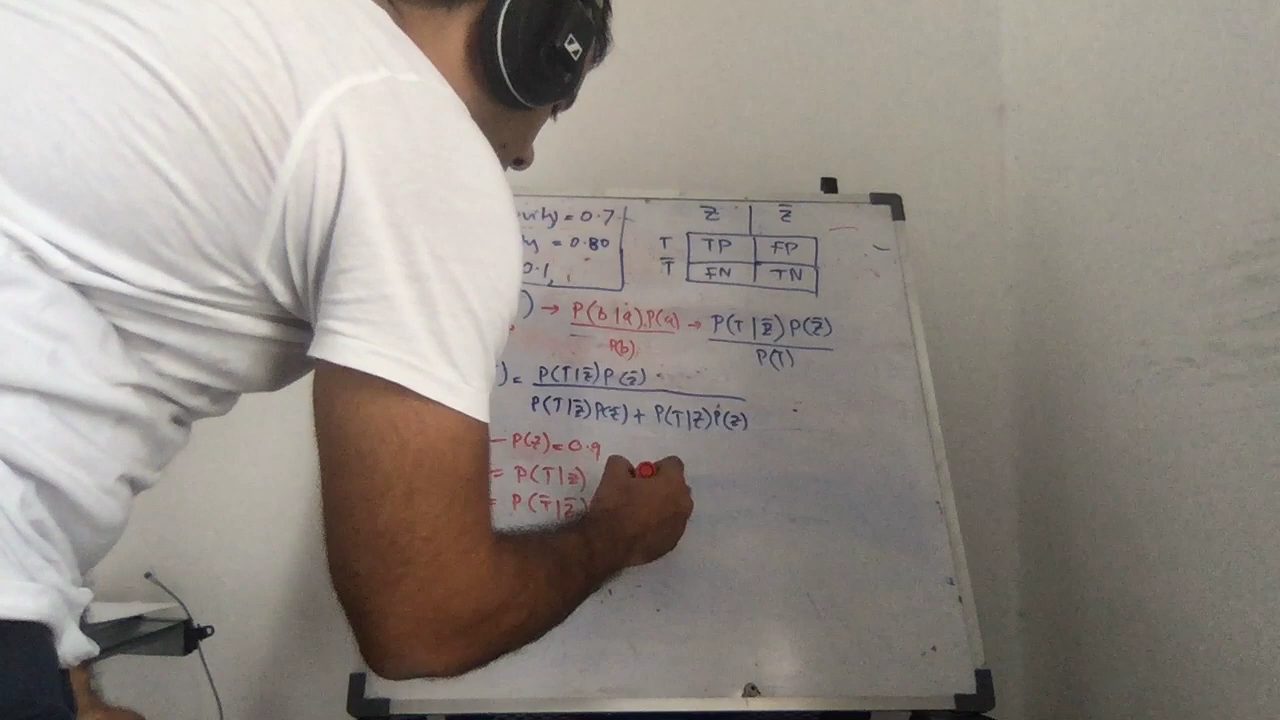 vity) = 0.7
y = 0.80
0.1
Z Z̄
T TP FP
T̄ FN TN
) → P(b|a).P(a) / P(b) → P(T|Z̄)P(Z̄) / P(T)
) = P(T|Z̄)P(Z̄) / P(T|Z̄)P(Z̄) + P(T|Z)P(Z)
- P(Z) = 0.9
= P(T|Z)
= P(T̄|Z̄)